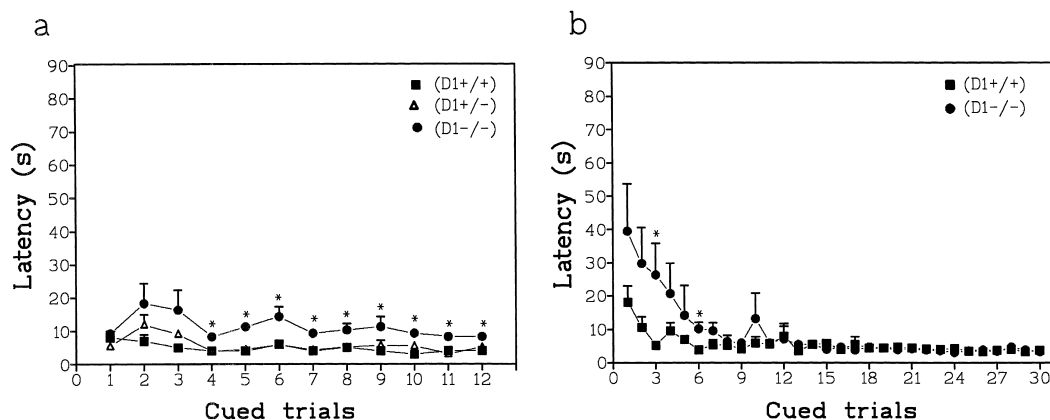 a
90
80
70
60
50
40
30
20
10
0
Latency (s)
(D1+/+)
(D1+/-)
(D1-/-)
* * * * * * * * *
0 1 2 3 4 5 6 7 8 9 10 11 12
Cued trials
b
90
80
70
60
50
40
30
20
10
0
Latency (s)
(D1+/+)
(D1-/-)
* *
0 3 6 9 12 15 18 21 24 27 30
Cued trials